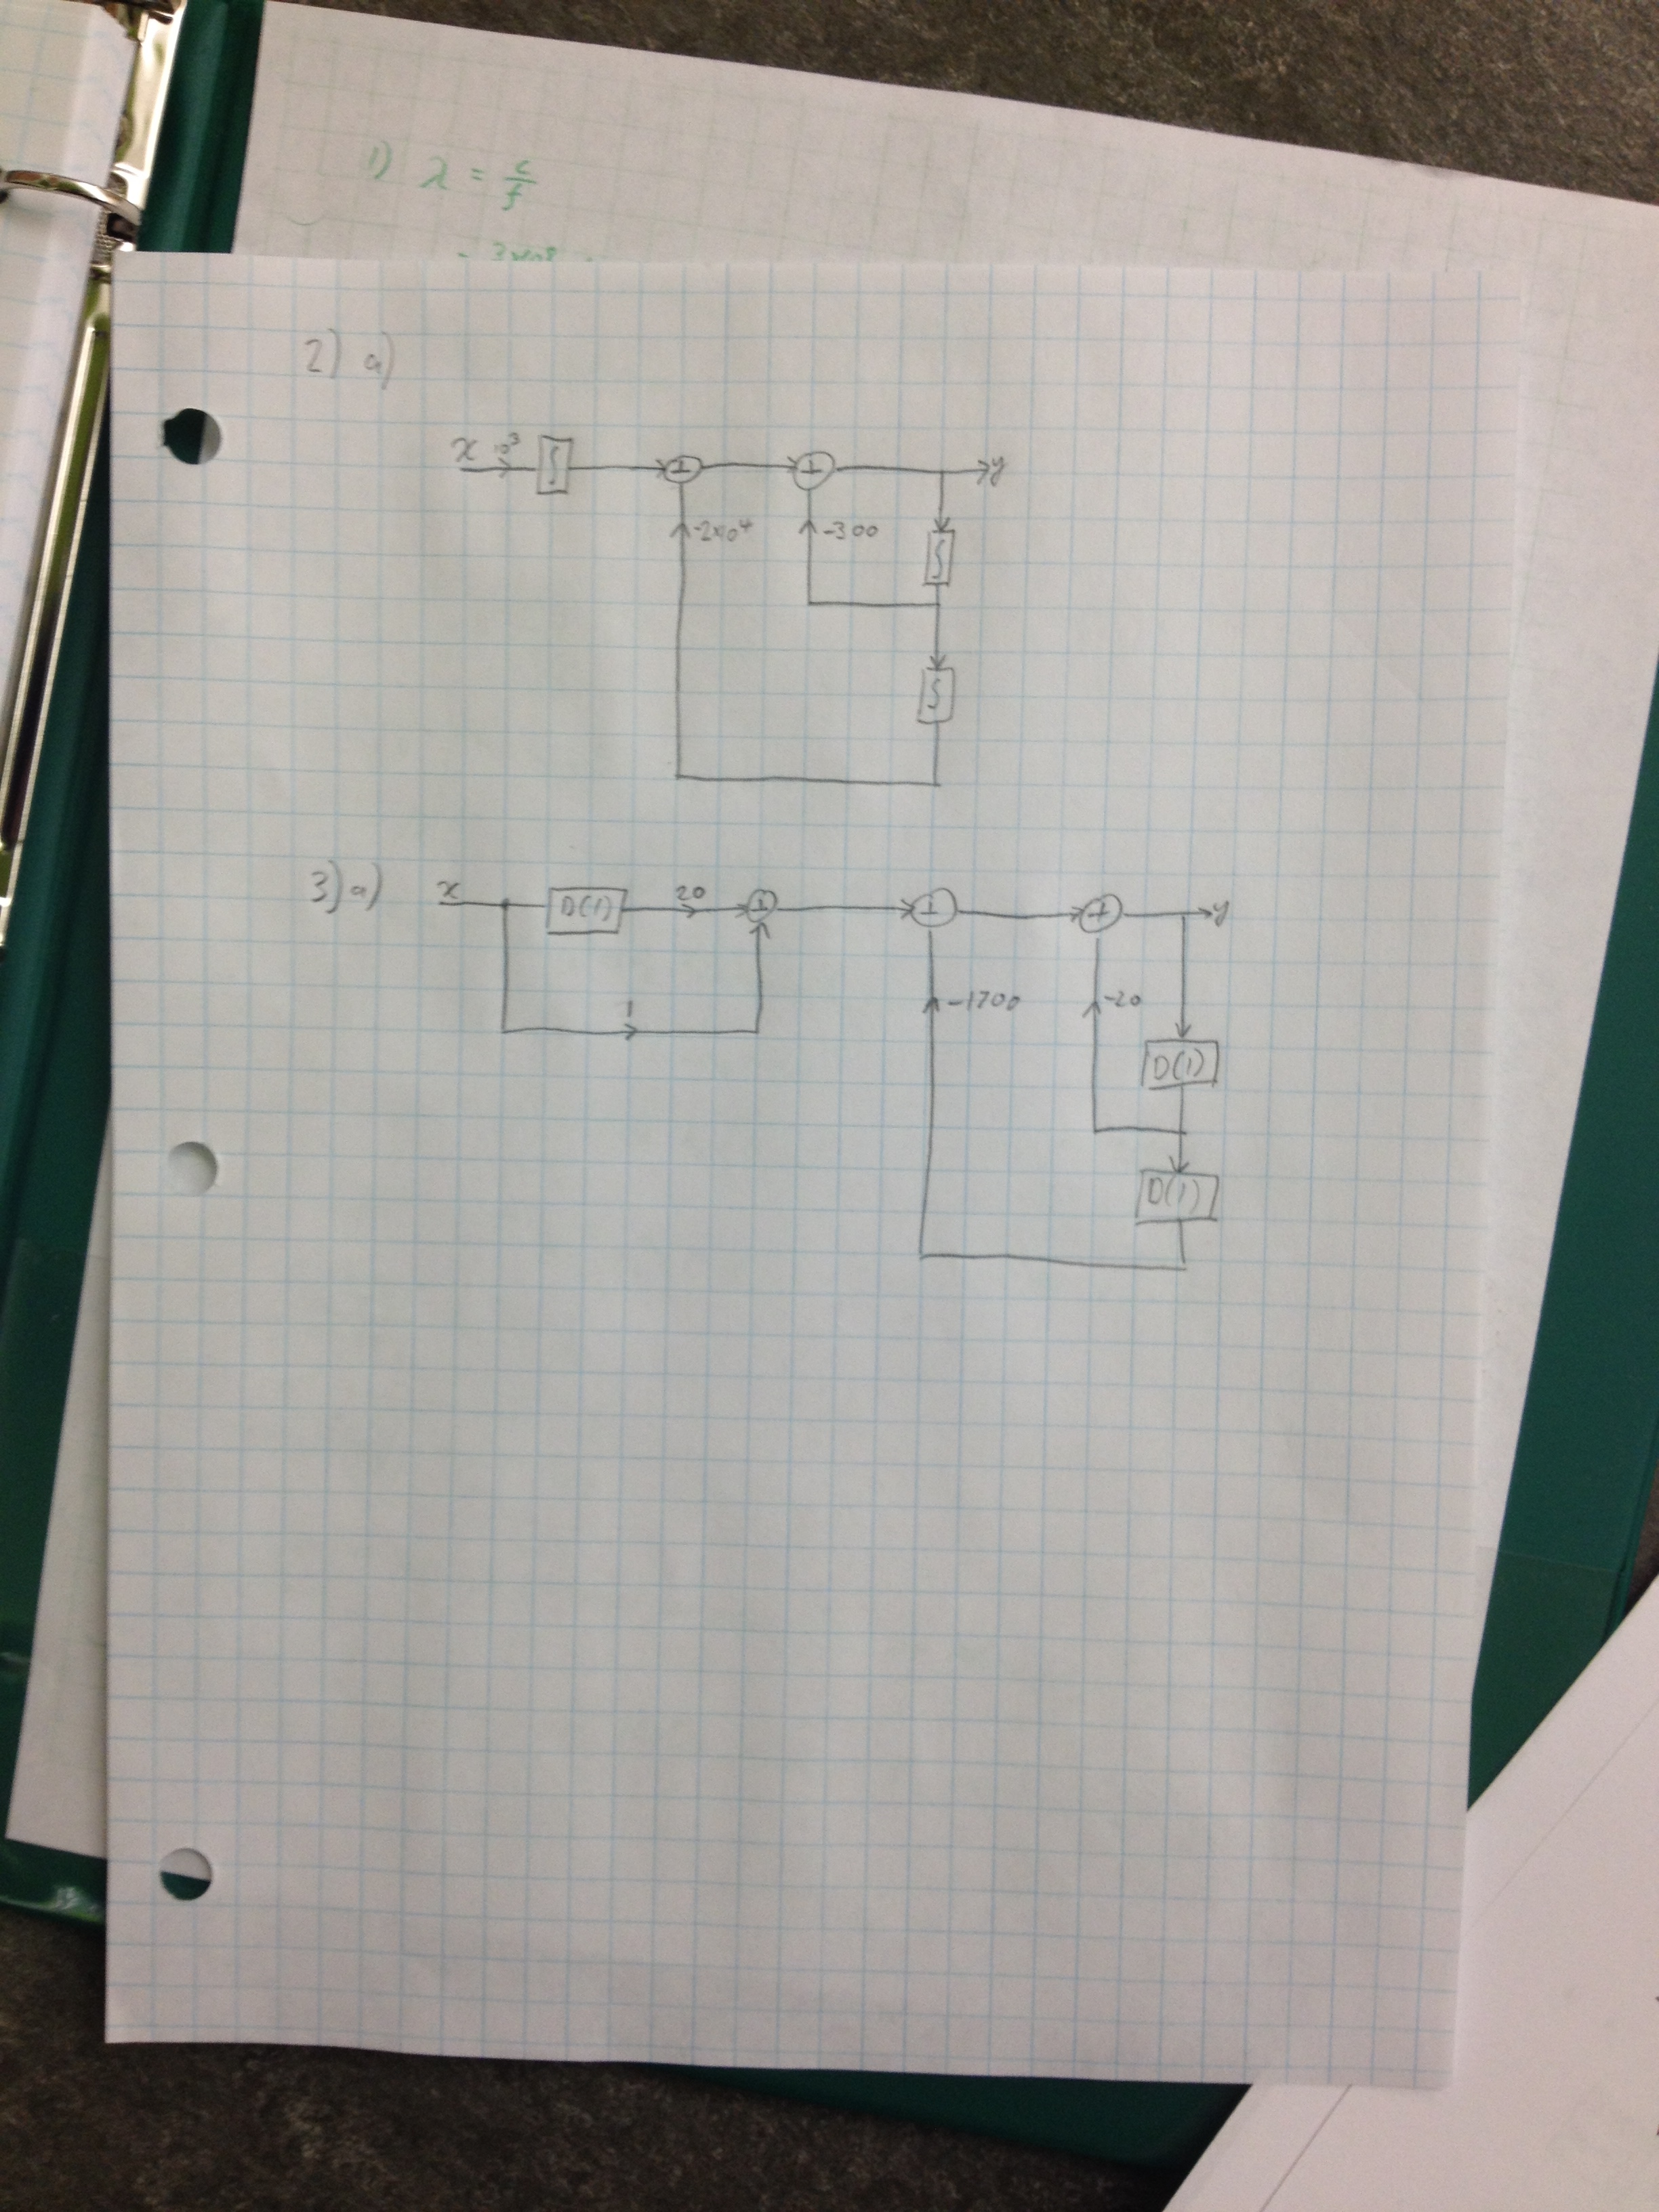 1) λ = c/f
2) a)
x 10³ ∫ + + y
-2×10⁴ -300 ∫
∫
3) a) x D(1) 20 + + + y
1 -1700 -20
D(1)
D(1)